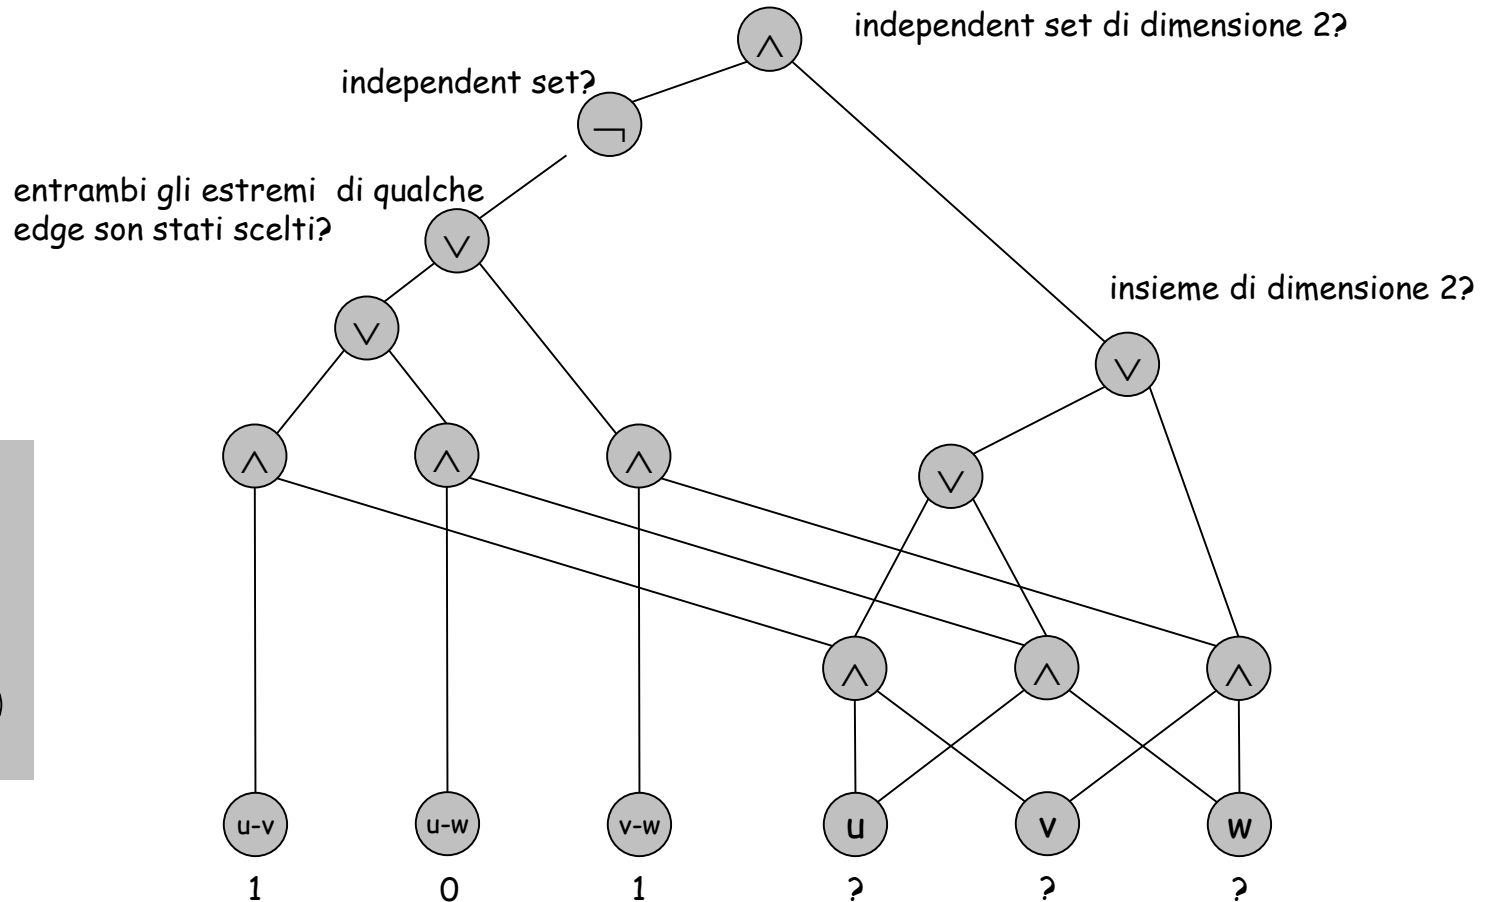 independent set di dimensione 2?
∧
independent set?
¬
entrambi gli estremi di qualche
edge son stati scelti?
∨
insieme di dimensione 2?
∨
∨
∧ ∧ ∧
∨
∧ ∧ ∧
)
u-v u-w v-w u v w
1 0 1 ? ? ?